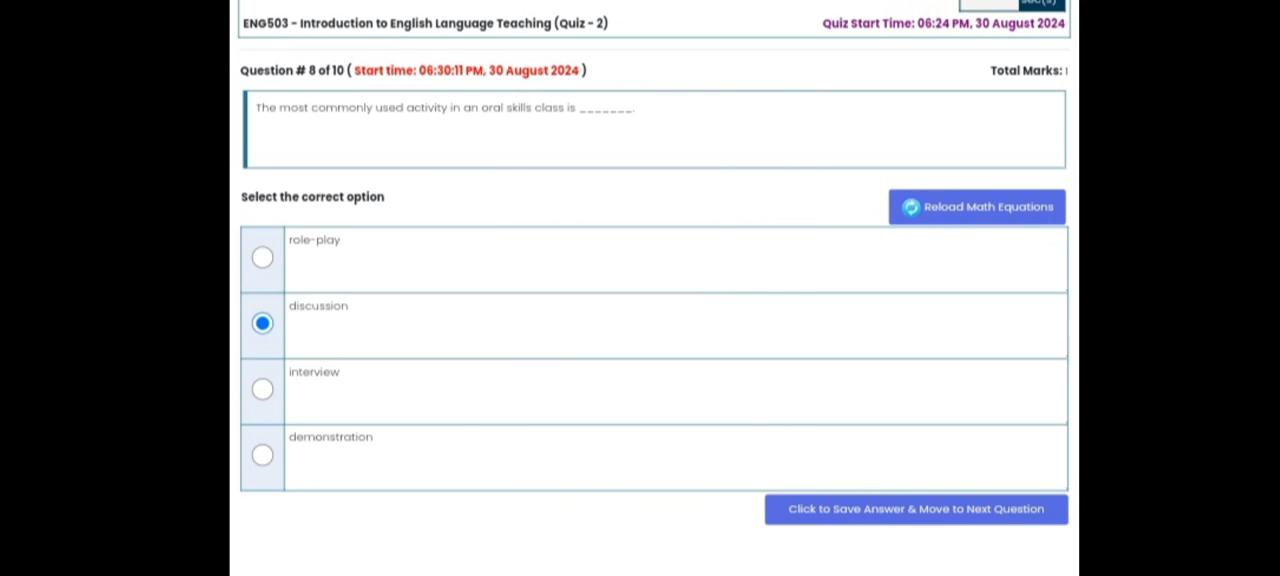 sec(s)
ENG503 - Introduction to English Language Teaching (Quiz - 2)
Quiz Start Time: 06:24 PM, 30 August 2024
Question # 8 of 10 ( Start time: 06:30:11 PM, 30 August 2024 )
Total Marks: 1
The most commonly used activity in an oral skills class is _______.
Select the correct option
Reload Math Equations
role-play
discussion
interview
demonstration
Click to Save Answer & Move to Next Question